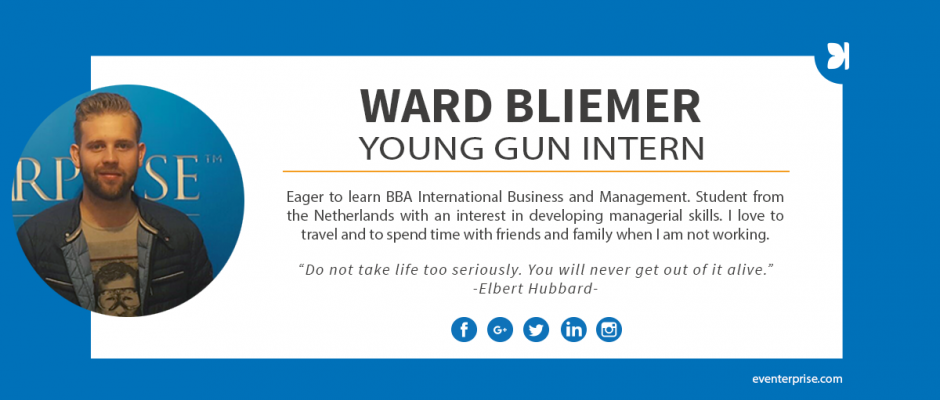 RPRISE™
WARD BLIEMER
YOUNG GUN INTERN
Eager to learn BBA International Business and Management. Student from
the Netherlands with an interest in developing managerial skills. I love to
travel and to spend time with friends and family when I am not working.
“Do not take life too seriously. You will never get out of it alive.”
-Elbert Hubbard-
f G+ in
eventerprise.com